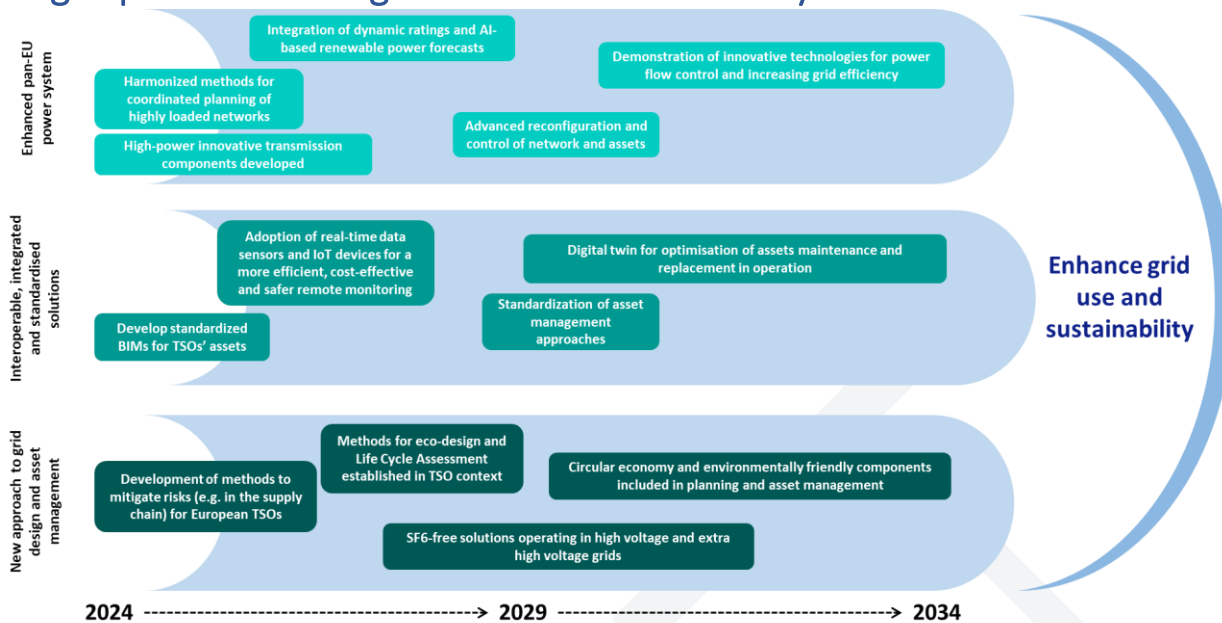 Enhanced pan-EU
power system
Integration of dynamic ratings and AI-
based renewable power forecasts
Demonstration of innovative technologies for power
flow control and increasing grid efficiency
Harmonized methods for
coordinated planning of
highly loaded networks
Advanced reconfiguration and
control of network and assets
High-power innovative transmission
components developed
Interoperable, integrated
and standardised
solutions
Adoption of real-time data
sensors and IoT devices for a
more efficient, cost-effective
and safer remote monitoring
Digital twin for optimisation of assets maintenance and
replacement in operation
Standardization of asset
management
approaches
Develop standardized
BIMs for TSOs' assets
Enhance grid
use and
sustainability
New approach to grid
design and asset
management
Methods for eco-design and
Life Cycle Assessment
established in TSO context
Circular economy and environmentally friendly components
included in planning and asset management
Development of methods to
mitigate risks (e.g. in the supply
chain) for European TSOs
SF6-free solutions operating in high voltage and extra
high voltage grids
2024 2029 2034